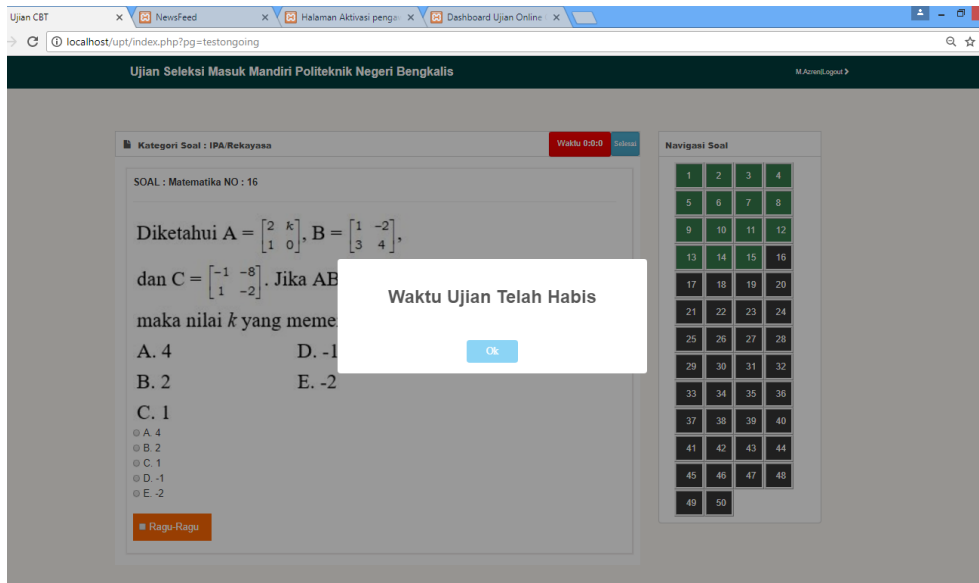 Ujian CBT
NewsFeed
Halaman Aktivasi pengav
Dashboard Ujian Online
localhost/upt/index.php?pg=testongoing
Ujian Seleksi Masuk Mandiri Politeknik Negeri Bengkalis
M.Azren|Logout
Kategori Soal : IPA/Rekayasa
Waktu 0:0:0
Selesai
SOAL : Matematika NO : 16
Diketahui A = [2 k; 1 0], B = [1 -2; 3 4],
dan C = [-1 -8; 1 -2]. Jika AB
maka nilai k yang meme
A. 4 D. -1
B. 2 E. -2
C. 1
A. 4
B. 2
C. 1
D. -1
E. -2
Ragu-Ragu
Waktu Ujian Telah Habis
Ok
Navigasi Soal
1 2 3 4
5 6 7 8
9 10 11 12
13 14 15 16
17 18 19 20
21 22 23 24
25 26 27 28
29 30 31 32
33 34 35 36
37 38 39 40
41 42 43 44
45 46 47 48
49 50